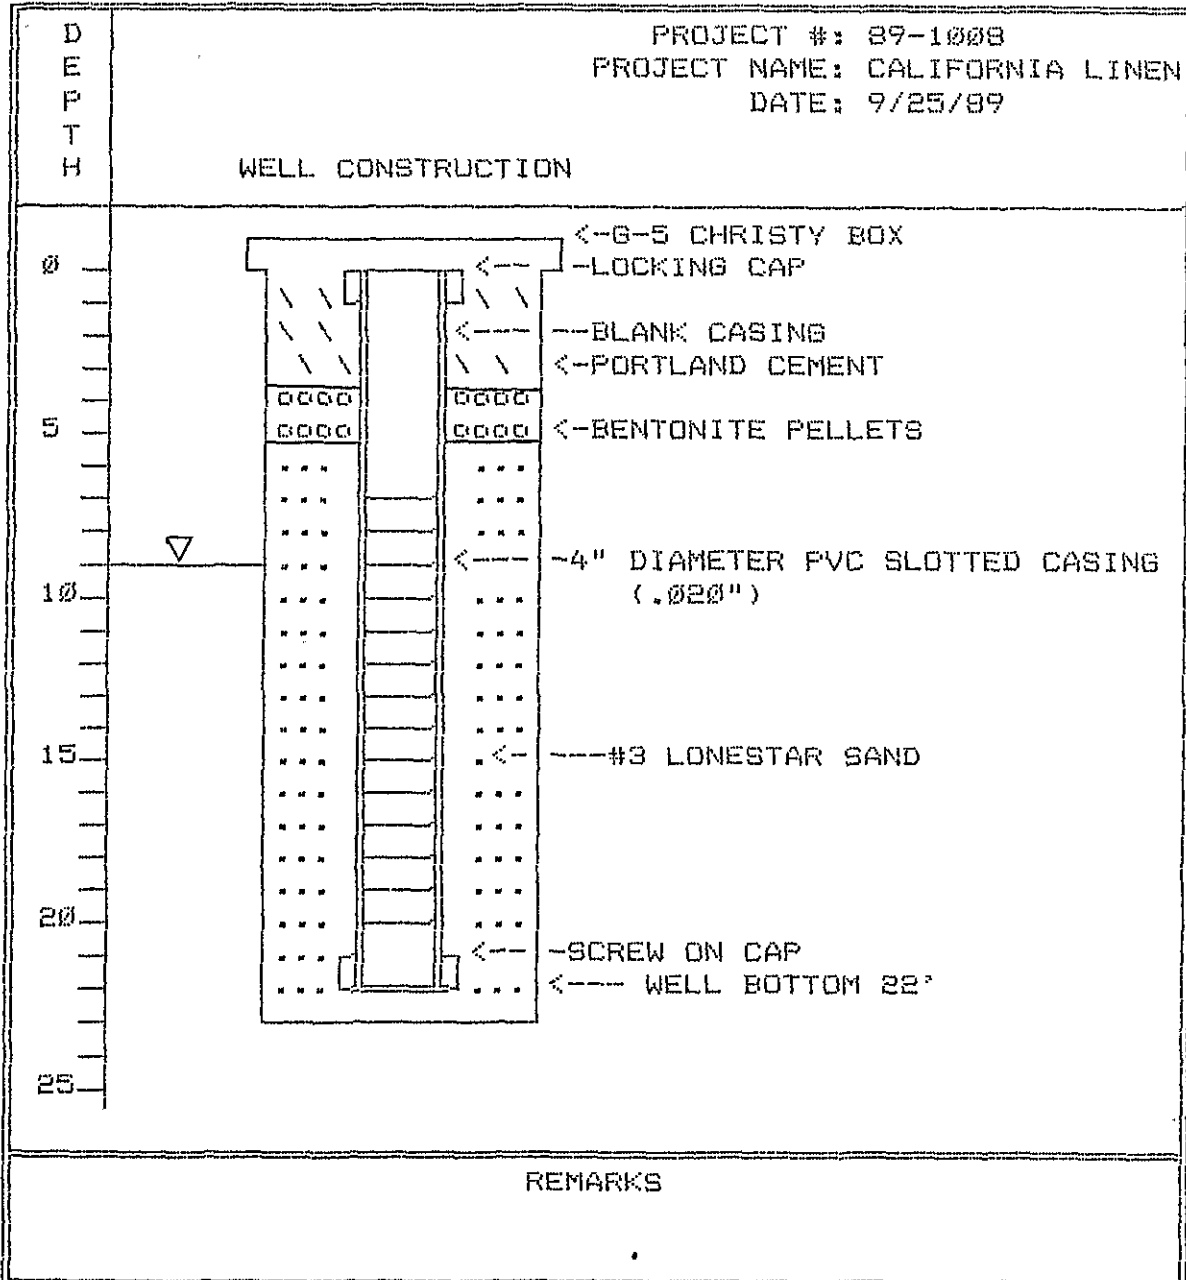 DEPTH
PROJECT #: 89-1008
PROJECT NAME: CALIFORNIA LINEN
DATE: 9/25/89
WELL CONSTRUCTION
<-G-5 CHRISTY BOX
0
<-- -LOCKING CAP
<---- --BLANK CASING
<-PORTLAND CEMENT
5
<-BENTONITE PELLETS
<---- -4" DIAMETER PVC SLOTTED CASING
(.020")
10
15
<- ---#3 LONESTAR SAND
20
<--- -SCREW ON CAP
<--- WELL BOTTOM 22'
25
REMARKS